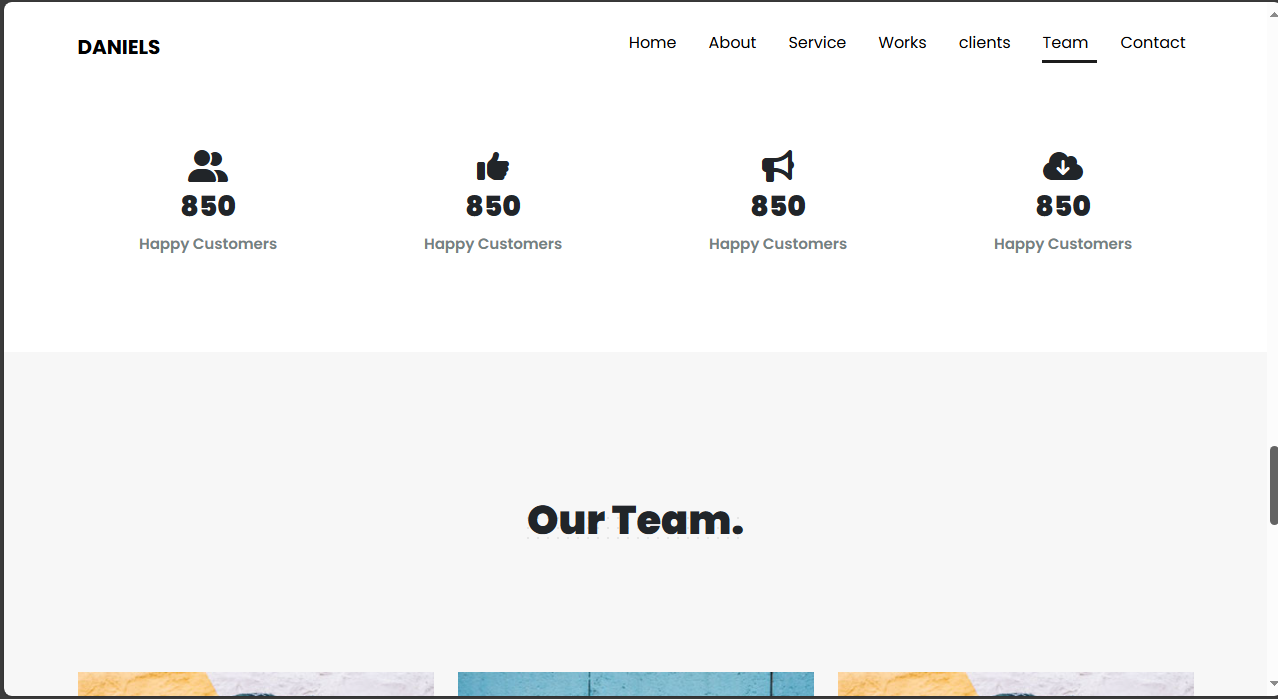 DANIELS
Home About Service Works clients Team Contact
850 850 850 850
Happy Customers Happy Customers Happy Customers Happy Customers
Our Team.